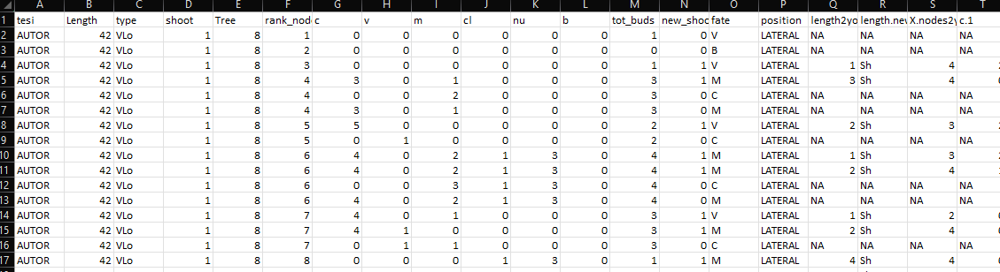 A B C D E F G H I J K L M N O P Q R S T
1 tesi Length type shoot Tree rank_nod c v m cl nu b tot_buds new_shoo fate position length2yo length.new X.nodes2y c.1
2 AUTOR 42 VLo 1 8 1 0 0 0 0 0 0 1 0 V LATERAL NA NA NA NA
3 AUTOR 42 VLo 1 8 2 0 0 0 0 0 0 0 0 B LATERAL NA NA NA NA
4 AUTOR 42 VLo 1 8 3 0 0 0 0 0 0 1 1 V LATERAL 1 Sh 4
5 AUTOR 42 VLo 1 8 4 3 0 1 0 0 0 3 1 M LATERAL 3 Sh 4
6 AUTOR 42 VLo 1 8 4 0 0 2 0 0 0 3 0 C LATERAL NA NA NA NA
7 AUTOR 42 VLo 1 8 4 3 0 1 0 0 0 3 0 M LATERAL NA NA NA NA
8 AUTOR 42 VLo 1 8 5 5 0 0 0 0 0 2 1 V LATERAL 2 Sh 3
9 AUTOR 42 VLo 1 8 5 0 1 0 0 0 0 2 0 C LATERAL NA NA NA NA
10 AUTOR 42 VLo 1 8 6 4 0 2 1 3 0 4 1 M LATERAL 1 Sh 3
11 AUTOR 42 VLo 1 8 6 4 0 2 1 3 0 4 1 M LATERAL 2 Sh 4
12 AUTOR 42 VLo 1 8 6 0 0 3 1 3 0 4 0 C LATERAL NA NA NA NA
13 AUTOR 42 VLo 1 8 6 4 0 2 1 3 0 4 0 M LATERAL NA NA NA NA
14 AUTOR 42 VLo 1 8 7 4 0 1 0 0 0 3 1 V LATERAL 1 Sh 2
15 AUTOR 42 VLo 1 8 7 4 1 0 0 0 0 3 1 M LATERAL 2 Sh 4
16 AUTOR 42 VLo 1 8 7 0 1 1 0 0 0 3 0 C LATERAL NA NA NA NA
17 AUTOR 42 VLo 1 8 8 0 0 0 1 3 0 1 1 M LATERAL 4 Sh 4